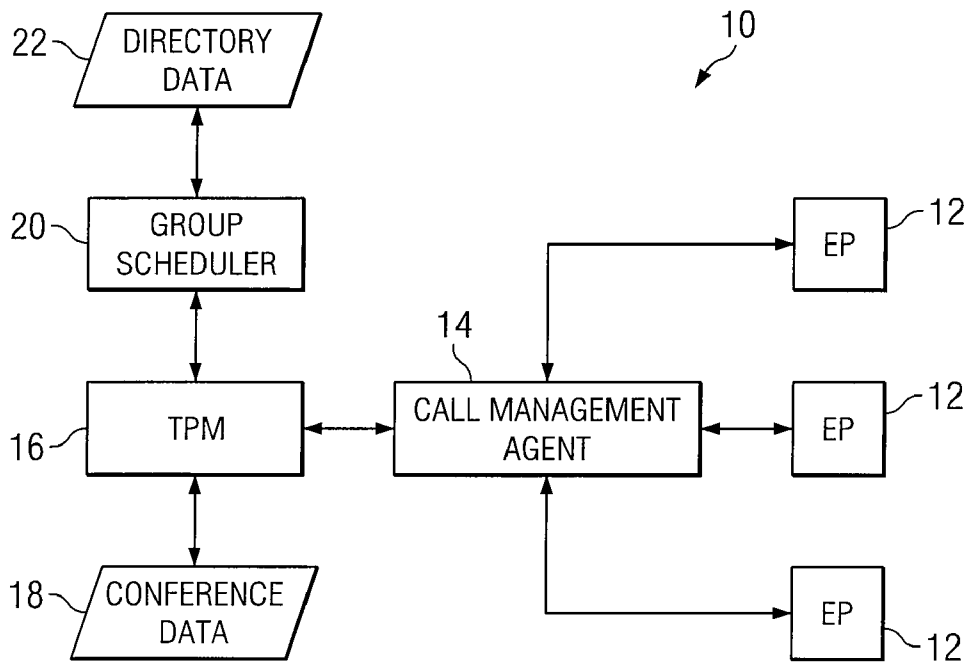 22
DIRECTORY
DATA
10
20
GROUP
SCHEDULER
EP
12
14
16
TPM
CALL MANAGEMENT
AGENT
EP
12
18
CONFERENCE
DATA
EP
12